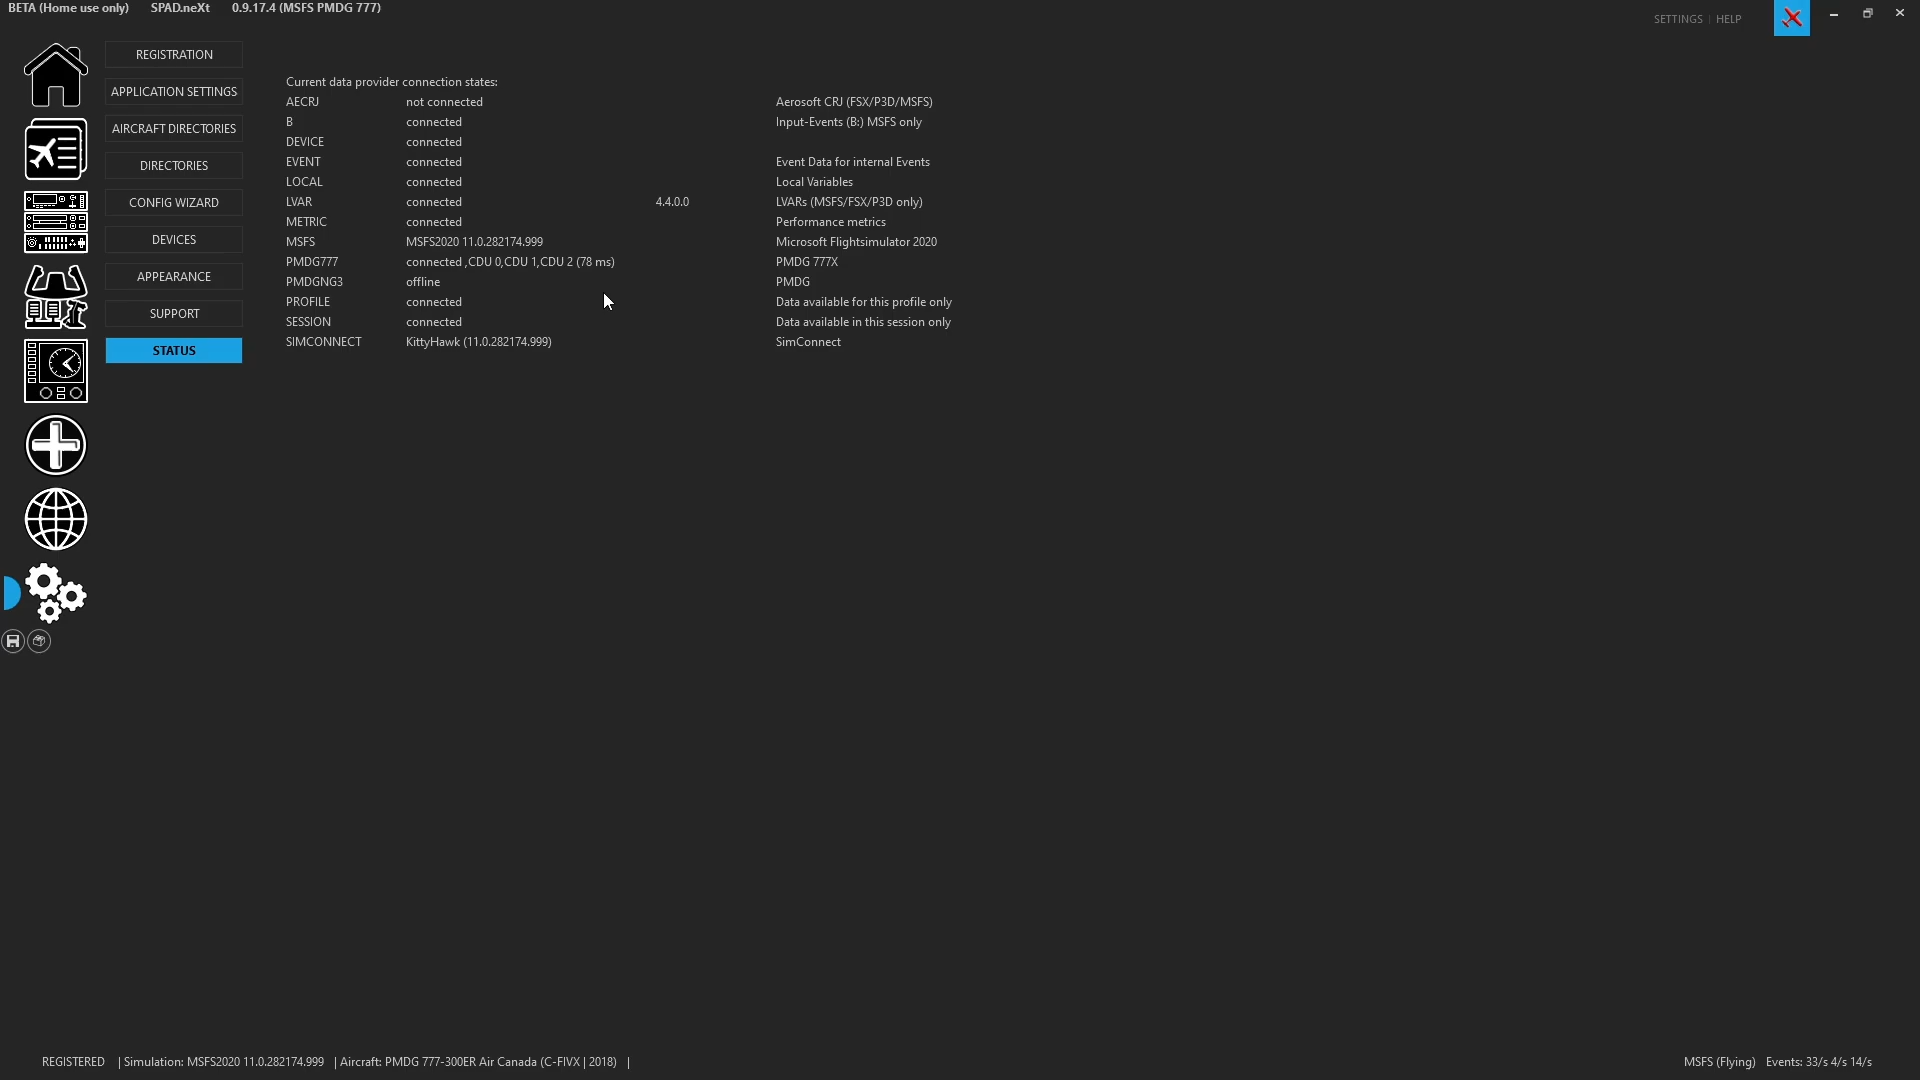 BETA (Home use only) SPAD.neXt 0.9.17.4 (MSFS PMDG 777)
SETTINGS | HELP
REGISTRATION
APPLICATION SETTINGS
AIRCRAFT DIRECTORIES
DIRECTORIES
CONFIG WIZARD
DEVICES
APPEARANCE
SUPPORT
STATUS
Current data provider connection states:
AECRJ not connected Aerosoft CRJ (FSX/P3D/MSFS)
B connected Input-Events (B:) MSFS only
DEVICE connected
EVENT connected Event Data for internal Events
LOCAL connected Local Variables
LVAR connected 4.4.0.0 LVARs (MSFS/FSX/P3D only)
METRIC connected Performance metrics
MSFS MSFS2020 11.0.282174.999 Microsoft Flightsimulator 2020
PMDG777 connected ,CDU 0,CDU 1,CDU 2 (78 ms) PMDG 777X
PMDGNG3 offline PMDG
PROFILE connected Data available for this profile only
SESSION connected Data available in this session only
SIMCONNECT KittyHawk (11.0.282174.999) SimConnect
REGISTERED | Simulation: MSFS2020 11.0.282174.999 | Aircraft: PMDG 777-300ER Air Canada (C-FIVX | 2018) |
MSFS (Flying) Events: 33/s 4/s 14/s